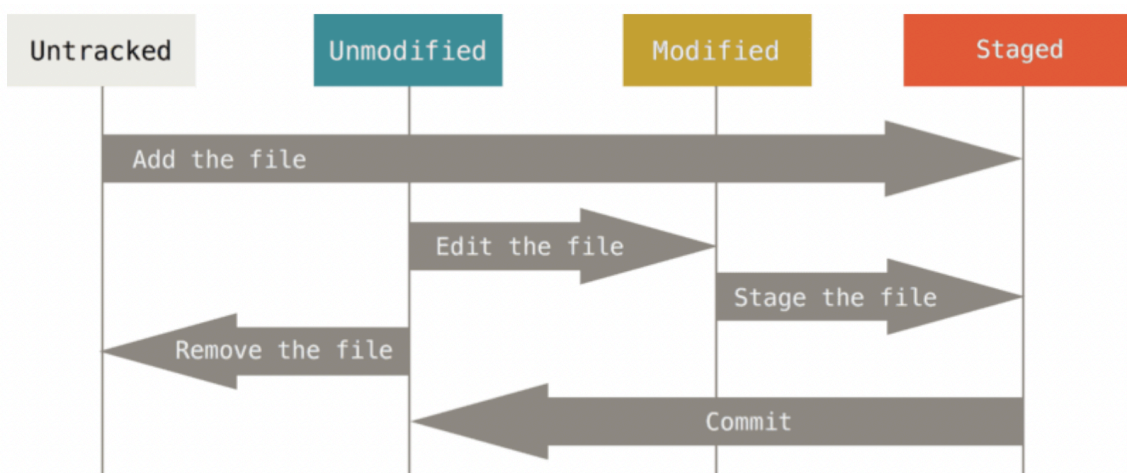 Untracked
Unmodified
Modified
Staged
Add the file
Edit the file
Stage the file
Remove the file
Commit